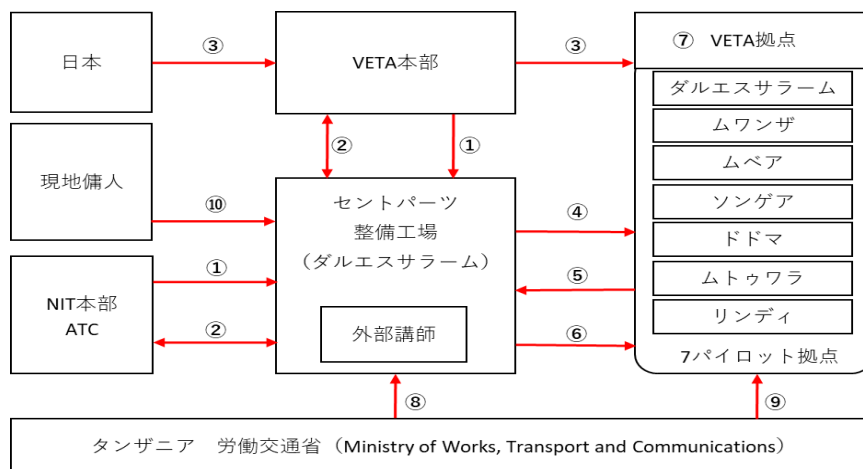 日本
③
VETA本部
③
⑦ VETA拠点
ダルエスサラーム
ムワンザ
ムベア
ソンゲア
ドドマ
ムトゥワラ
リンディ
7パイロット拠点
②
①
現地傭人
⑩
セントパーツ
整備工場
（ダルエスサラーム）
外部講師
④
⑤
⑥
NIT本部
ATC
①
②
⑧
⑨
タンザニア 労働交通省（Ministry of Works, Transport and Communications）